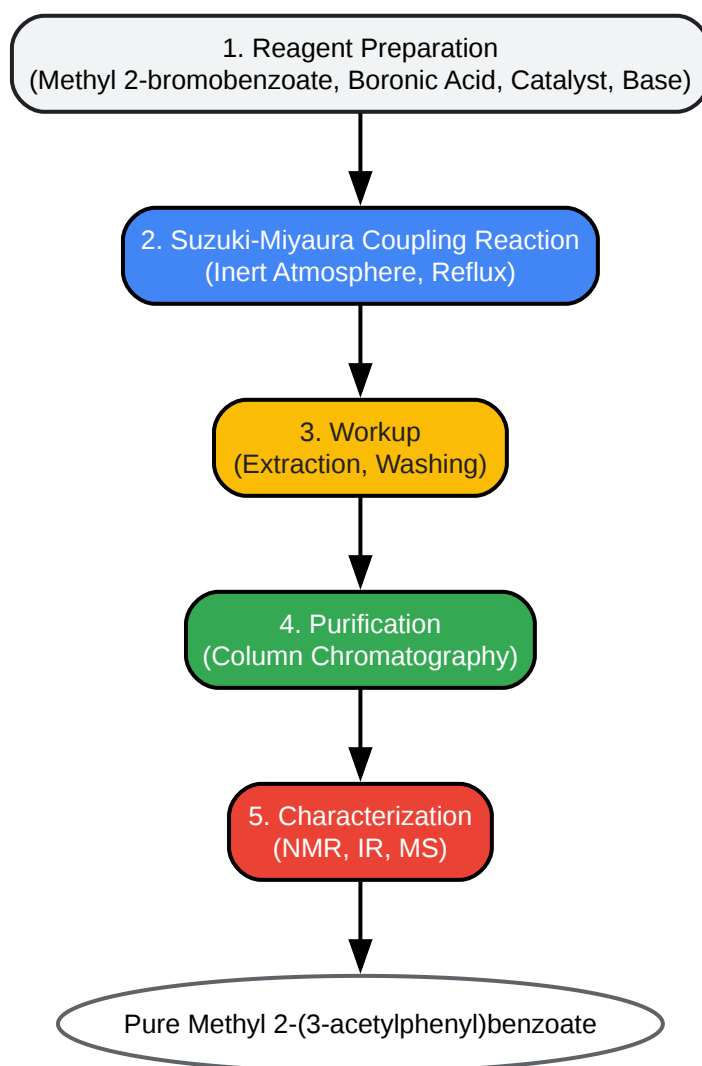 1. Reagent Preparation
(Methyl 2-bromobenzoate, Boronic Acid, Catalyst, Base)
2. Suzuki-Miyaura Coupling Reaction
(Inert Atmosphere, Reflux)
3. Workup
(Extraction, Washing)
4. Purification
(Column Chromatography)
5. Characterization
(NMR, IR, MS)
Pure Methyl 2-(3-acetylphenyl)benzoate